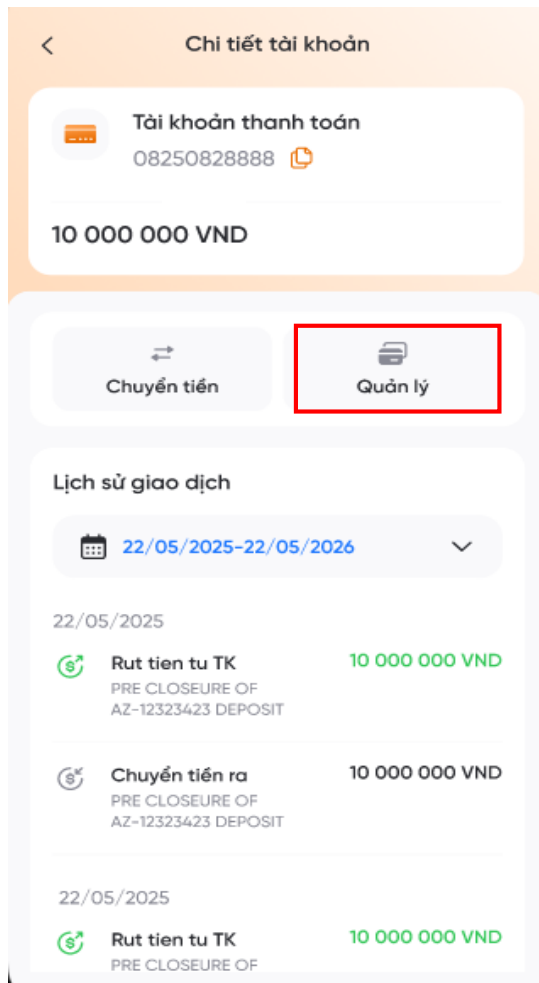 Chi tiết tài khoản
Tài khoản thanh toán
08250828888
10 000 000 VND
Chuyển tiền
Quản lý
Lịch sử giao dịch
22/05/2025-22/05/2026
22/05/2025
Rut tien tu TK 10 000 000 VND
PRE CLOSEURE OF
AZ-12323423 DEPOSIT
Chuyển tiền ra 10 000 000 VND
PRE CLOSEURE OF
AZ-12323423 DEPOSIT
22/05/2025
Rut tien tu TK 10 000 000 VND
PRE CLOSEURE OF